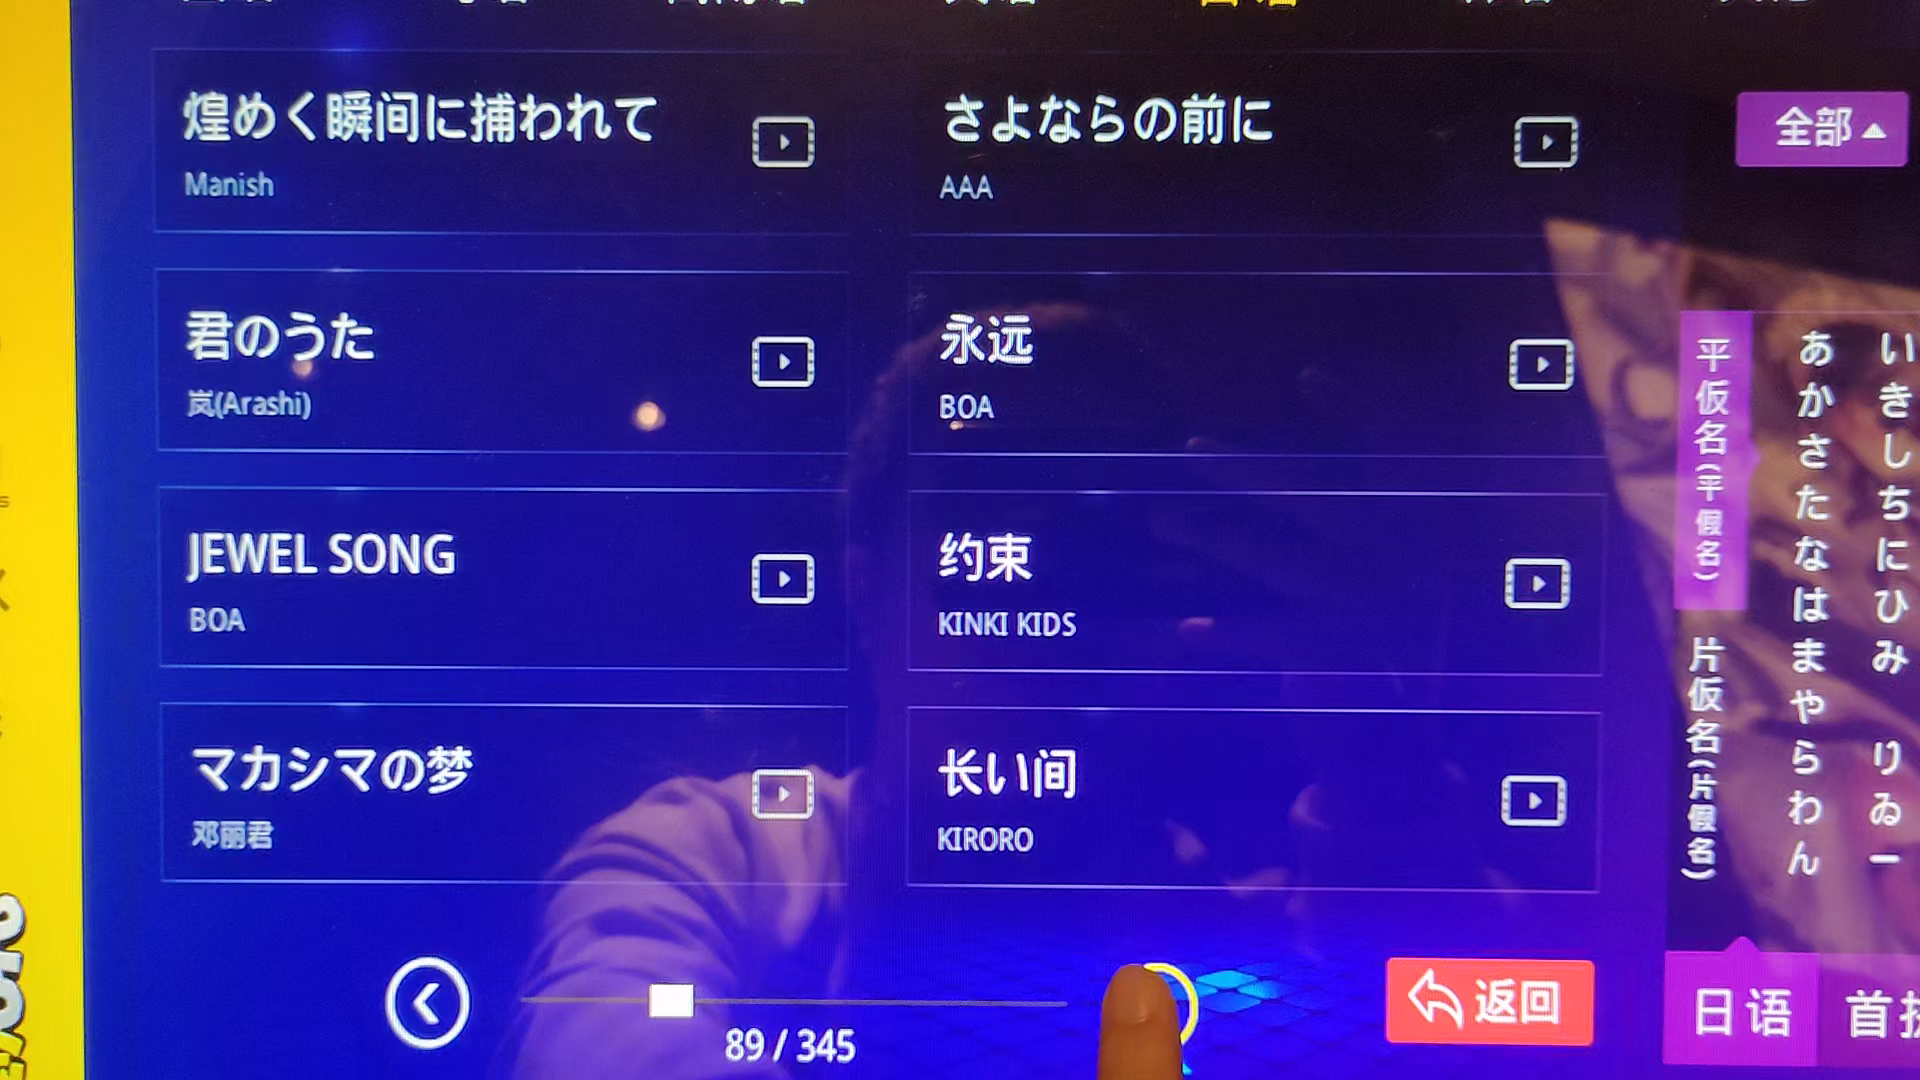 煌めく瞬间に捕われて
Manish
さよならの前に
AAA
全部
君のうた
岚(Arashi)
永远
BOA
JEWEL SONG
BOA
约束
KINKI KIDS
マカシマの梦
邓丽君
长い间
KIRORO
平仮名(平假名)
片仮名(片假名)
あかさたなはまやらわん
いきしちにひみ りゐー
89 / 345
返回
日语
首